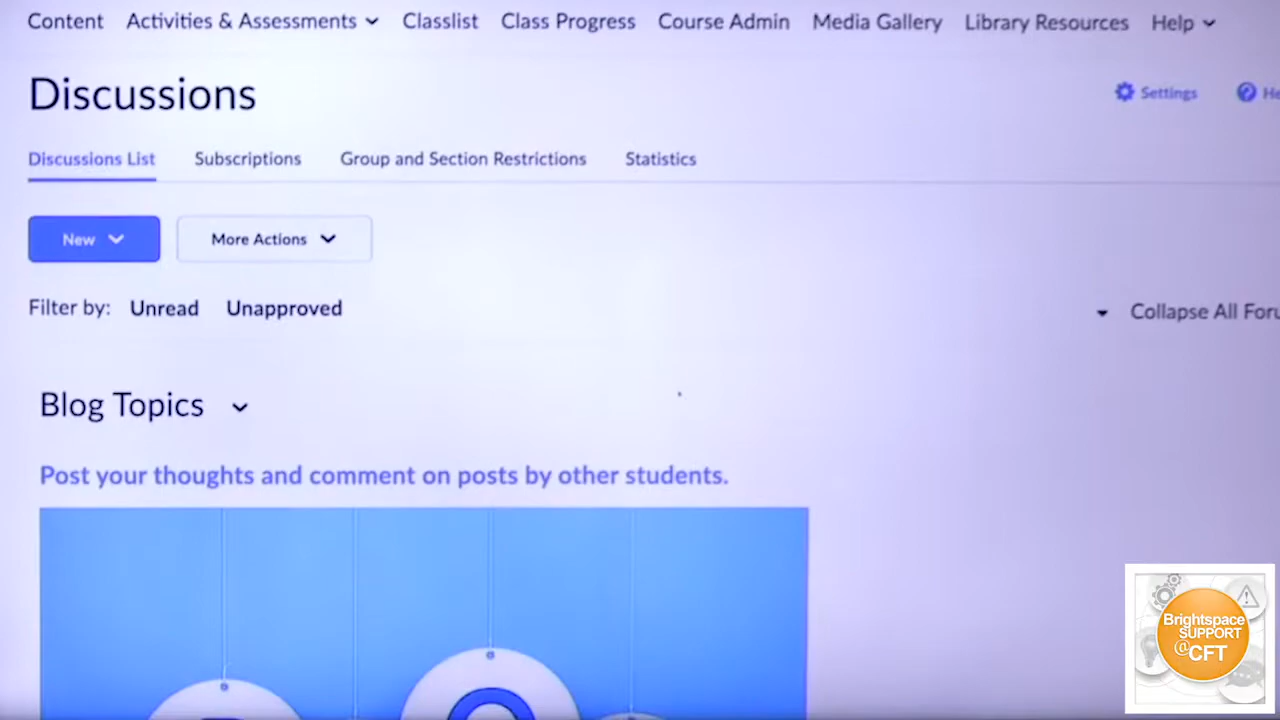 Content Activities & Assessments Classlist Class Progress Course Admin Media Gallery Library Resources Help
Discussions
Settings
Discussions List Subscriptions Group and Section Restrictions Statistics
New More Actions
Filter by: Unread Unapproved
Collapse All
Blog Topics
Post your thoughts and comment on posts by other students.
Brightspace
SUPPORT
@CFT